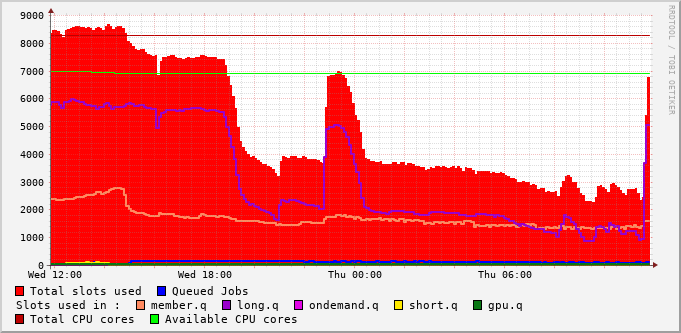 9000
8000
7000
6000
5000
4000
3000
2000
1000
0
Wed 12:00 Wed 18:00 Thu 00:00 Thu 06:00
Total slots used Queued Jobs
Slots used in : member.q long.q ondemand.q short.q gpu.q
Total CPU cores Available CPU cores
RRDTOOL / TOBI OETIKER